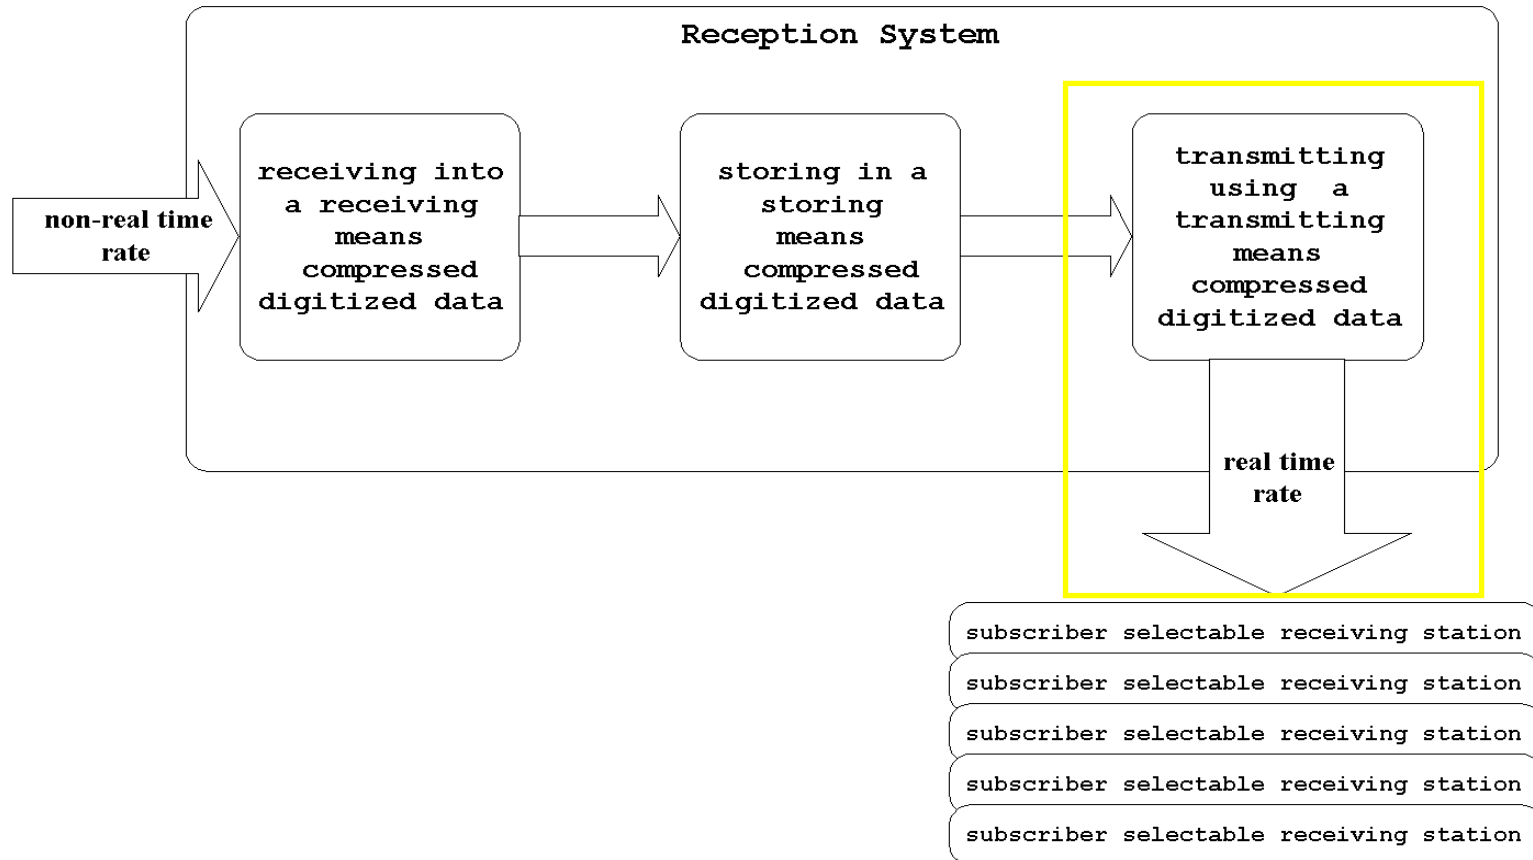 Reception System
non-real time
rate
receiving into
a receiving
means
compressed
digitized data
storing in a
storing
means
compressed
digitized data
transmitting
using a
transmitting
means
compressed
digitized data
real time
rate
subscriber selectable receiving station
subscriber selectable receiving station
subscriber selectable receiving station
subscriber selectable receiving station
subscriber selectable receiving station